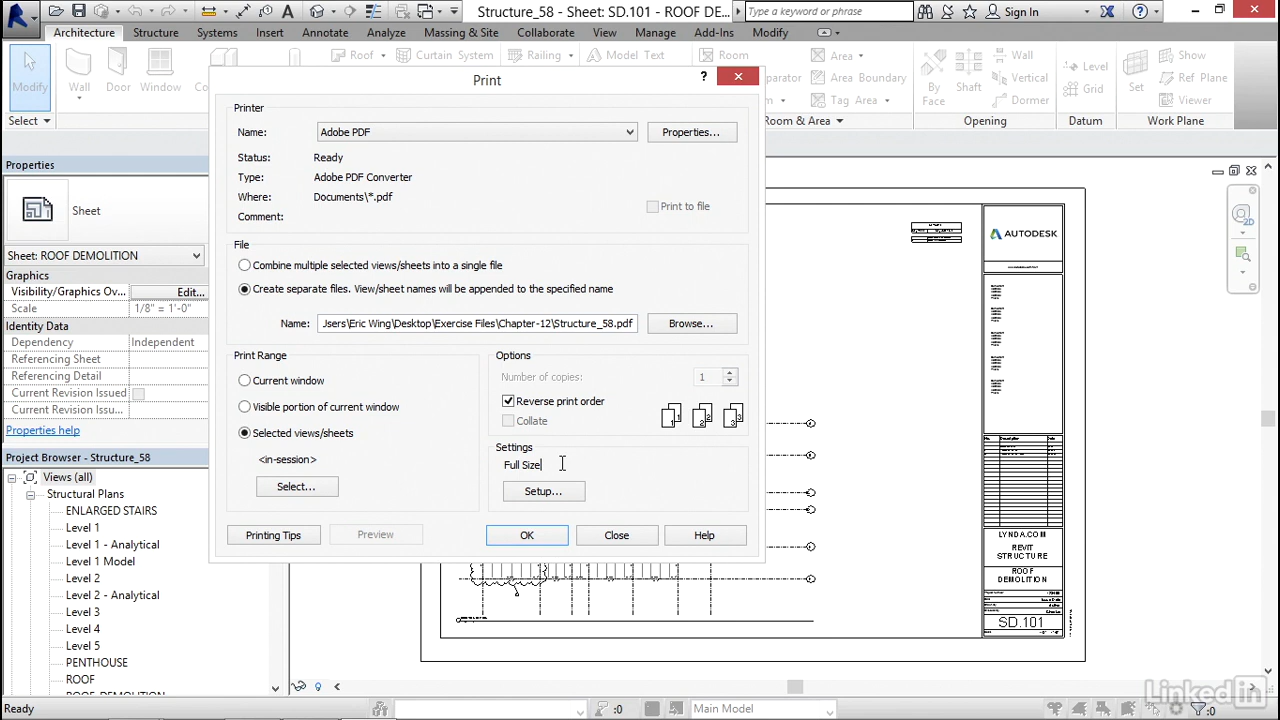 Structure_58 - Sheet: SD.101 - ROOF DE...
Type a keyword or phrase
Sign In
Architecture Structure Systems Insert Annotate Analyze Massing & Site Collaborate View Manage Add-Ins Modify
Modify
Wall
Door
Window
Roof
Curtain System
Railing
Model Text
Room
Area
Area Boundary
Tag Area
By Face
Shaft
Wall
Vertical
Dormer
Level
Grid
Set
Show
Ref Plane
Viewer
Select
Room & Area
Opening
Datum
Work Plane
Properties
Sheet
Sheet: ROOF DEMOLITION
Graphics
Visibility/Graphics Ov... Edit...
Scale 1/8" = 1'-0"
Identity Data
Dependency Independent
Referencing Sheet
Referencing Detail
Current Revision Issued
Current Revision Issu...
Properties help
Project Browser - Structure_58
Views (all)
Structural Plans
ENLARGED STAIRS
Level 1
Level 1 - Analytical
Level 1 Model
Level 2
Level 2 - Analytical
Level 3
Level 4
Level 5
PENTHOUSE
ROOF
ROOF-DEMOLITION
Print
Printer
Name: Adobe PDF Properties...
Status: Ready
Type: Adobe PDF Converter
Where: Documents\*.pdf
Comment:
Print to file
File
Combine multiple selected views/sheets into a single file
Create separate files. View/sheet names will be appended to the specified name
Name: Jsers\Eric Wing\Desktop\Exercise Files\Chapter-12\Structure_58.pdf Browse...
Print Range
Current window
Visible portion of current window
Selected views/sheets
<in-session>
Select...
Options
Number of copies: 1
Reverse print order
Collate
Settings
Full Size
Setup...
Printing Tips
Preview
OK
Close
Help
AUTODESK
LYNDA.COM
REVIT
STRUCTURE
ROOF
DEMOLITION
SD.101
2D
Ready
:0
Main Model
:0
LinkedIn